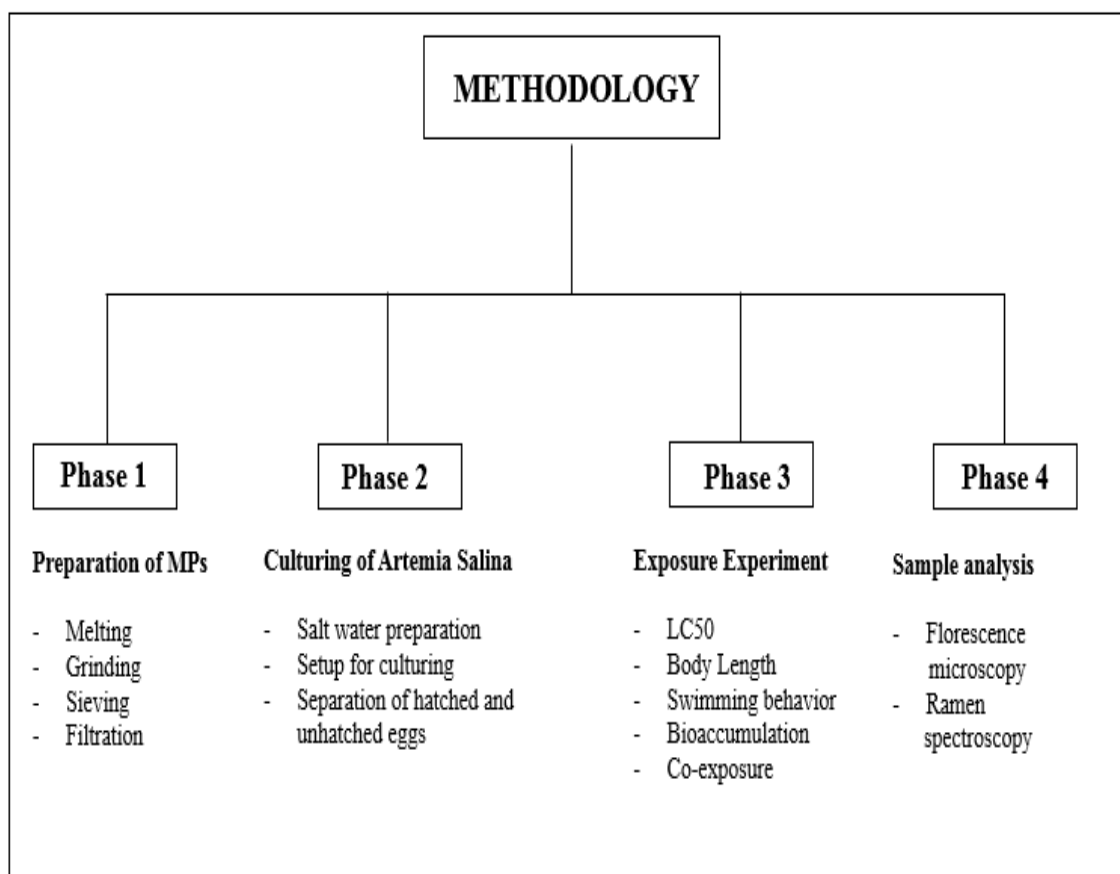 METHODOLOGY
Phase 1
Preparation of MPs
- Melting
- Grinding
- Sieving
- Filtration
Phase 2
Culturing of Artemia Salina
- Salt water preparation
- Setup for culturing
- Separation of hatched and
unhatched eggs
Phase 3
Exposure Experiment
- LC50
- Body Length
- Swimming behavior
- Bioaccumulation
- Co-exposure
Phase 4
Sample analysis
- Florescence
microscopy
- Ramen
spectroscopy